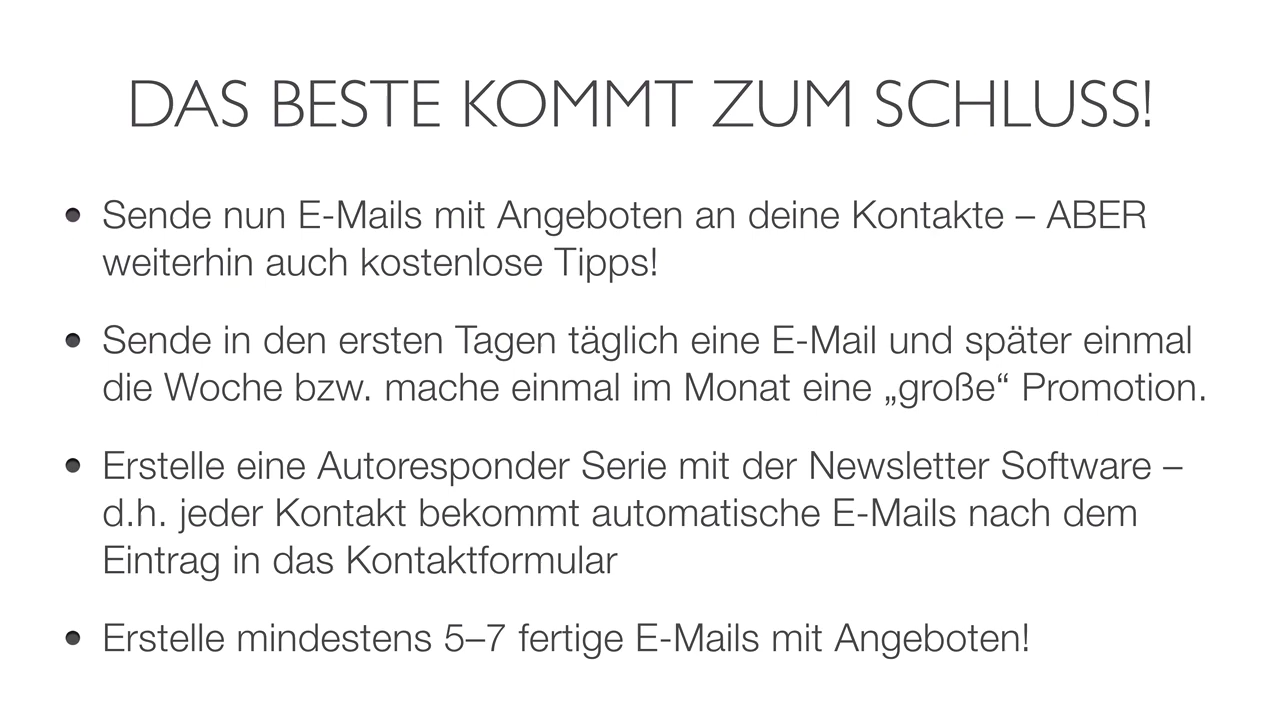 DAS BESTE KOMMT ZUM SCHLUSS!
• Sende nun E-Mails mit Angeboten an deine Kontakte – ABER
weiterhin auch kostenlose Tipps!
• Sende in den ersten Tagen täglich eine E-Mail und später einmal
die Woche bzw. mache einmal im Monat eine „große“ Promotion.
• Erstelle eine Autoresponder Serie mit der Newsletter Software –
d.h. jeder Kontakt bekommt automatische E-Mails nach dem
Eintrag in das Kontaktformular
• Erstelle mindestens 5–7 fertige E-Mails mit Angeboten!